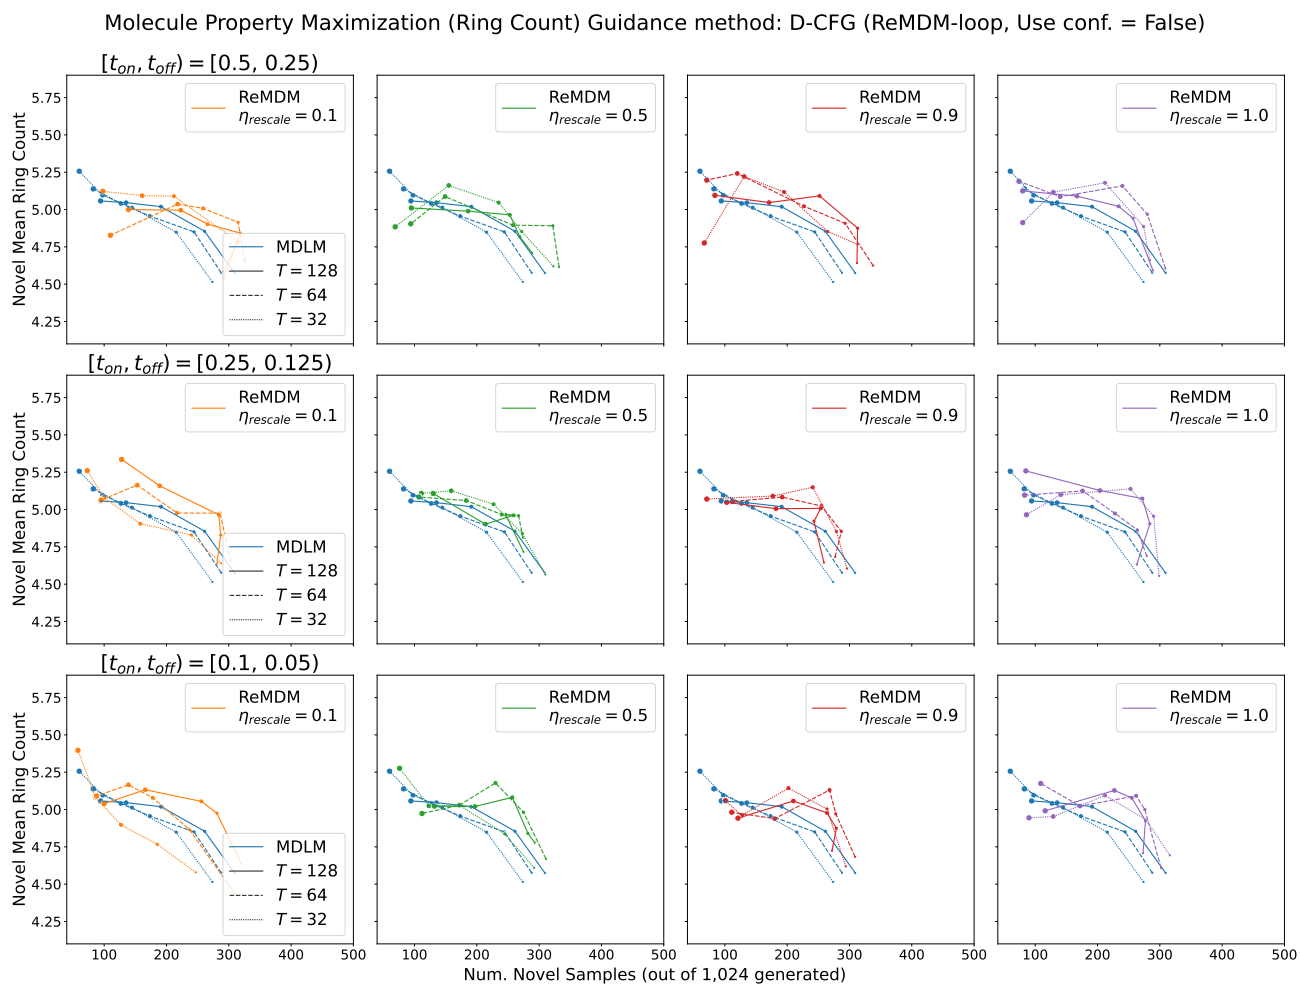 Molecule Property Maximization (Ring Count) Guidance method: D-CFG (ReMDM-loop, Use conf. = False)
[t_on, t_off) = [0.5, 0.25)
Novel Mean Ring Count
5.75
5.50
5.25
5.00
4.75
4.50
4.25
ReMDM
η_rescale = 0.1
MDLM
T = 128
T = 64
T = 32
ReMDM
η_rescale = 0.5
ReMDM
η_rescale = 0.9
ReMDM
η_rescale = 1.0
[t_on, t_off) = [0.25, 0.125)
Novel Mean Ring Count
5.75
5.50
5.25
5.00
4.75
4.50
4.25
ReMDM
η_rescale = 0.1
MDLM
T = 128
T = 64
T = 32
ReMDM
η_rescale = 0.5
ReMDM
η_rescale = 0.9
ReMDM
η_rescale = 1.0
[t_on, t_off) = [0.1, 0.05)
Novel Mean Ring Count
5.75
5.50
5.25
5.00
4.75
4.50
4.25
ReMDM
η_rescale = 0.1
MDLM
T = 128
T = 64
T = 32
ReMDM
η_rescale = 0.5
ReMDM
η_rescale = 0.9
ReMDM
η_rescale = 1.0
100 200 300 400 500 100 200 300 400 500 100 200 300 400 500 100 200 300 400 500
Num. Novel Samples (out of 1,024 generated)